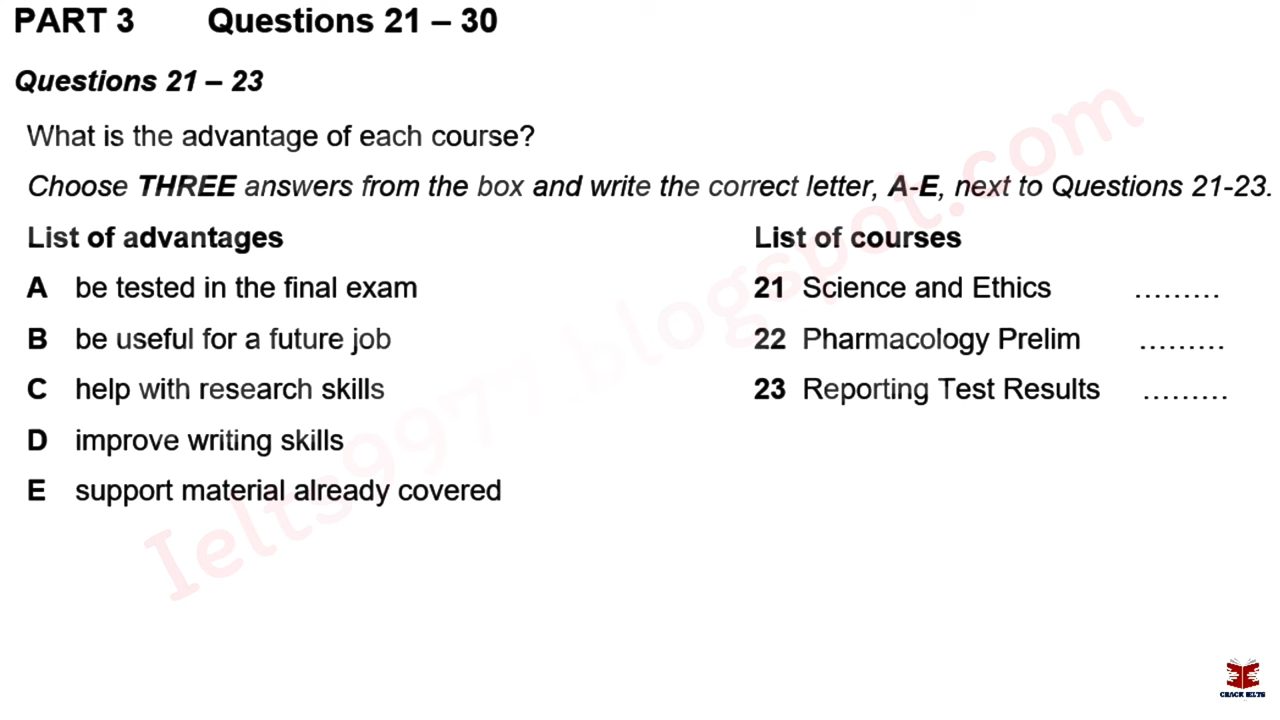 PART 3 Questions 21 – 30
Questions 21 – 23
What is the advantage of each course?
Choose THREE answers from the box and write the correct letter, A-E, next to Questions 21-23.
List of advantages List of courses
A be tested in the final exam 21 Science and Ethics .........
B be useful for a future job 22 Pharmacology Prelim .........
C help with research skills 23 Reporting Test Results .........
D improve writing skills
E support material already covered
Ielts9977.blogspot.com
CRACK IELTS